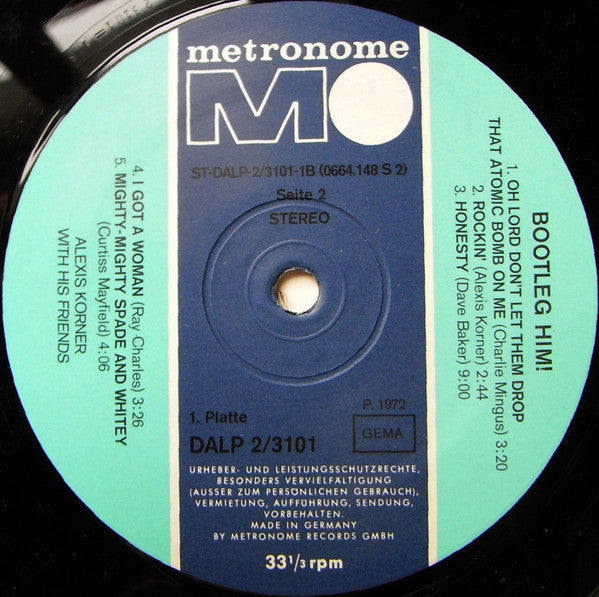 metronome
ST-DALP-2/3101-1B (0664.148 S 2)
Seite 2
STEREO
BOOTLEG HIM!
1. OH LORD DON'T LET THEM DROP
THAT ATOMIC BOMB ON ME (Charlie Mingus) 3:20
2. ROCKIN' (Alexis Korner) 2:44
3. HONESTY (Dave Baker) 9:00
4. I GOT A WOMAN (Ray Charles) 3:26
5. MIGHTY-MIGHTY SPADE AND WHITEY
(Curtiss Mayfield) 4:06
ALEXIS KORNER
WITH HIS FRIENDS
1. Platte
DALP 2/3101
P. 1972
GEMA
URHEBER- UND LEISTUNGSSCHUTZRECHTE,
BESONDERS VERVIELFALTIGUNG
(AUSSER ZUM PERSÖNLICHEN GEBRAUCH),
VERMIETUNG, AUFFÜHRUNG, SENDUNG,
VORBEHALTEN.
MADE IN GERMANY
BY METRONOME RECORDS GMBH
33 1/3 rpm